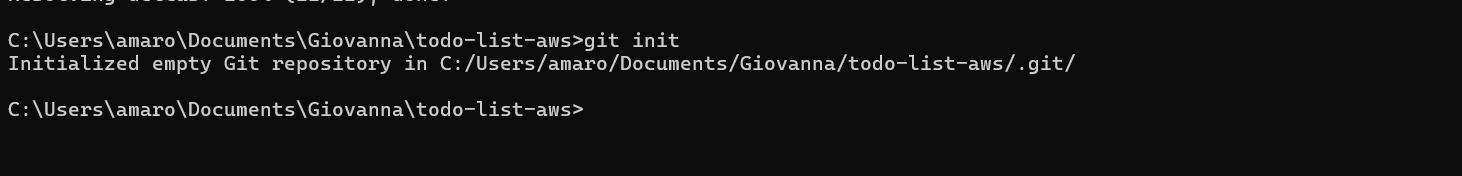 C:\Users\amaro\Documents\Giovanna\todo-list-aws>git init
Initialized empty Git repository in C:/Users/amaro/Documents/Giovanna/todo-list-aws/.git/
C:\Users\amaro\Documents\Giovanna\todo-list-aws>